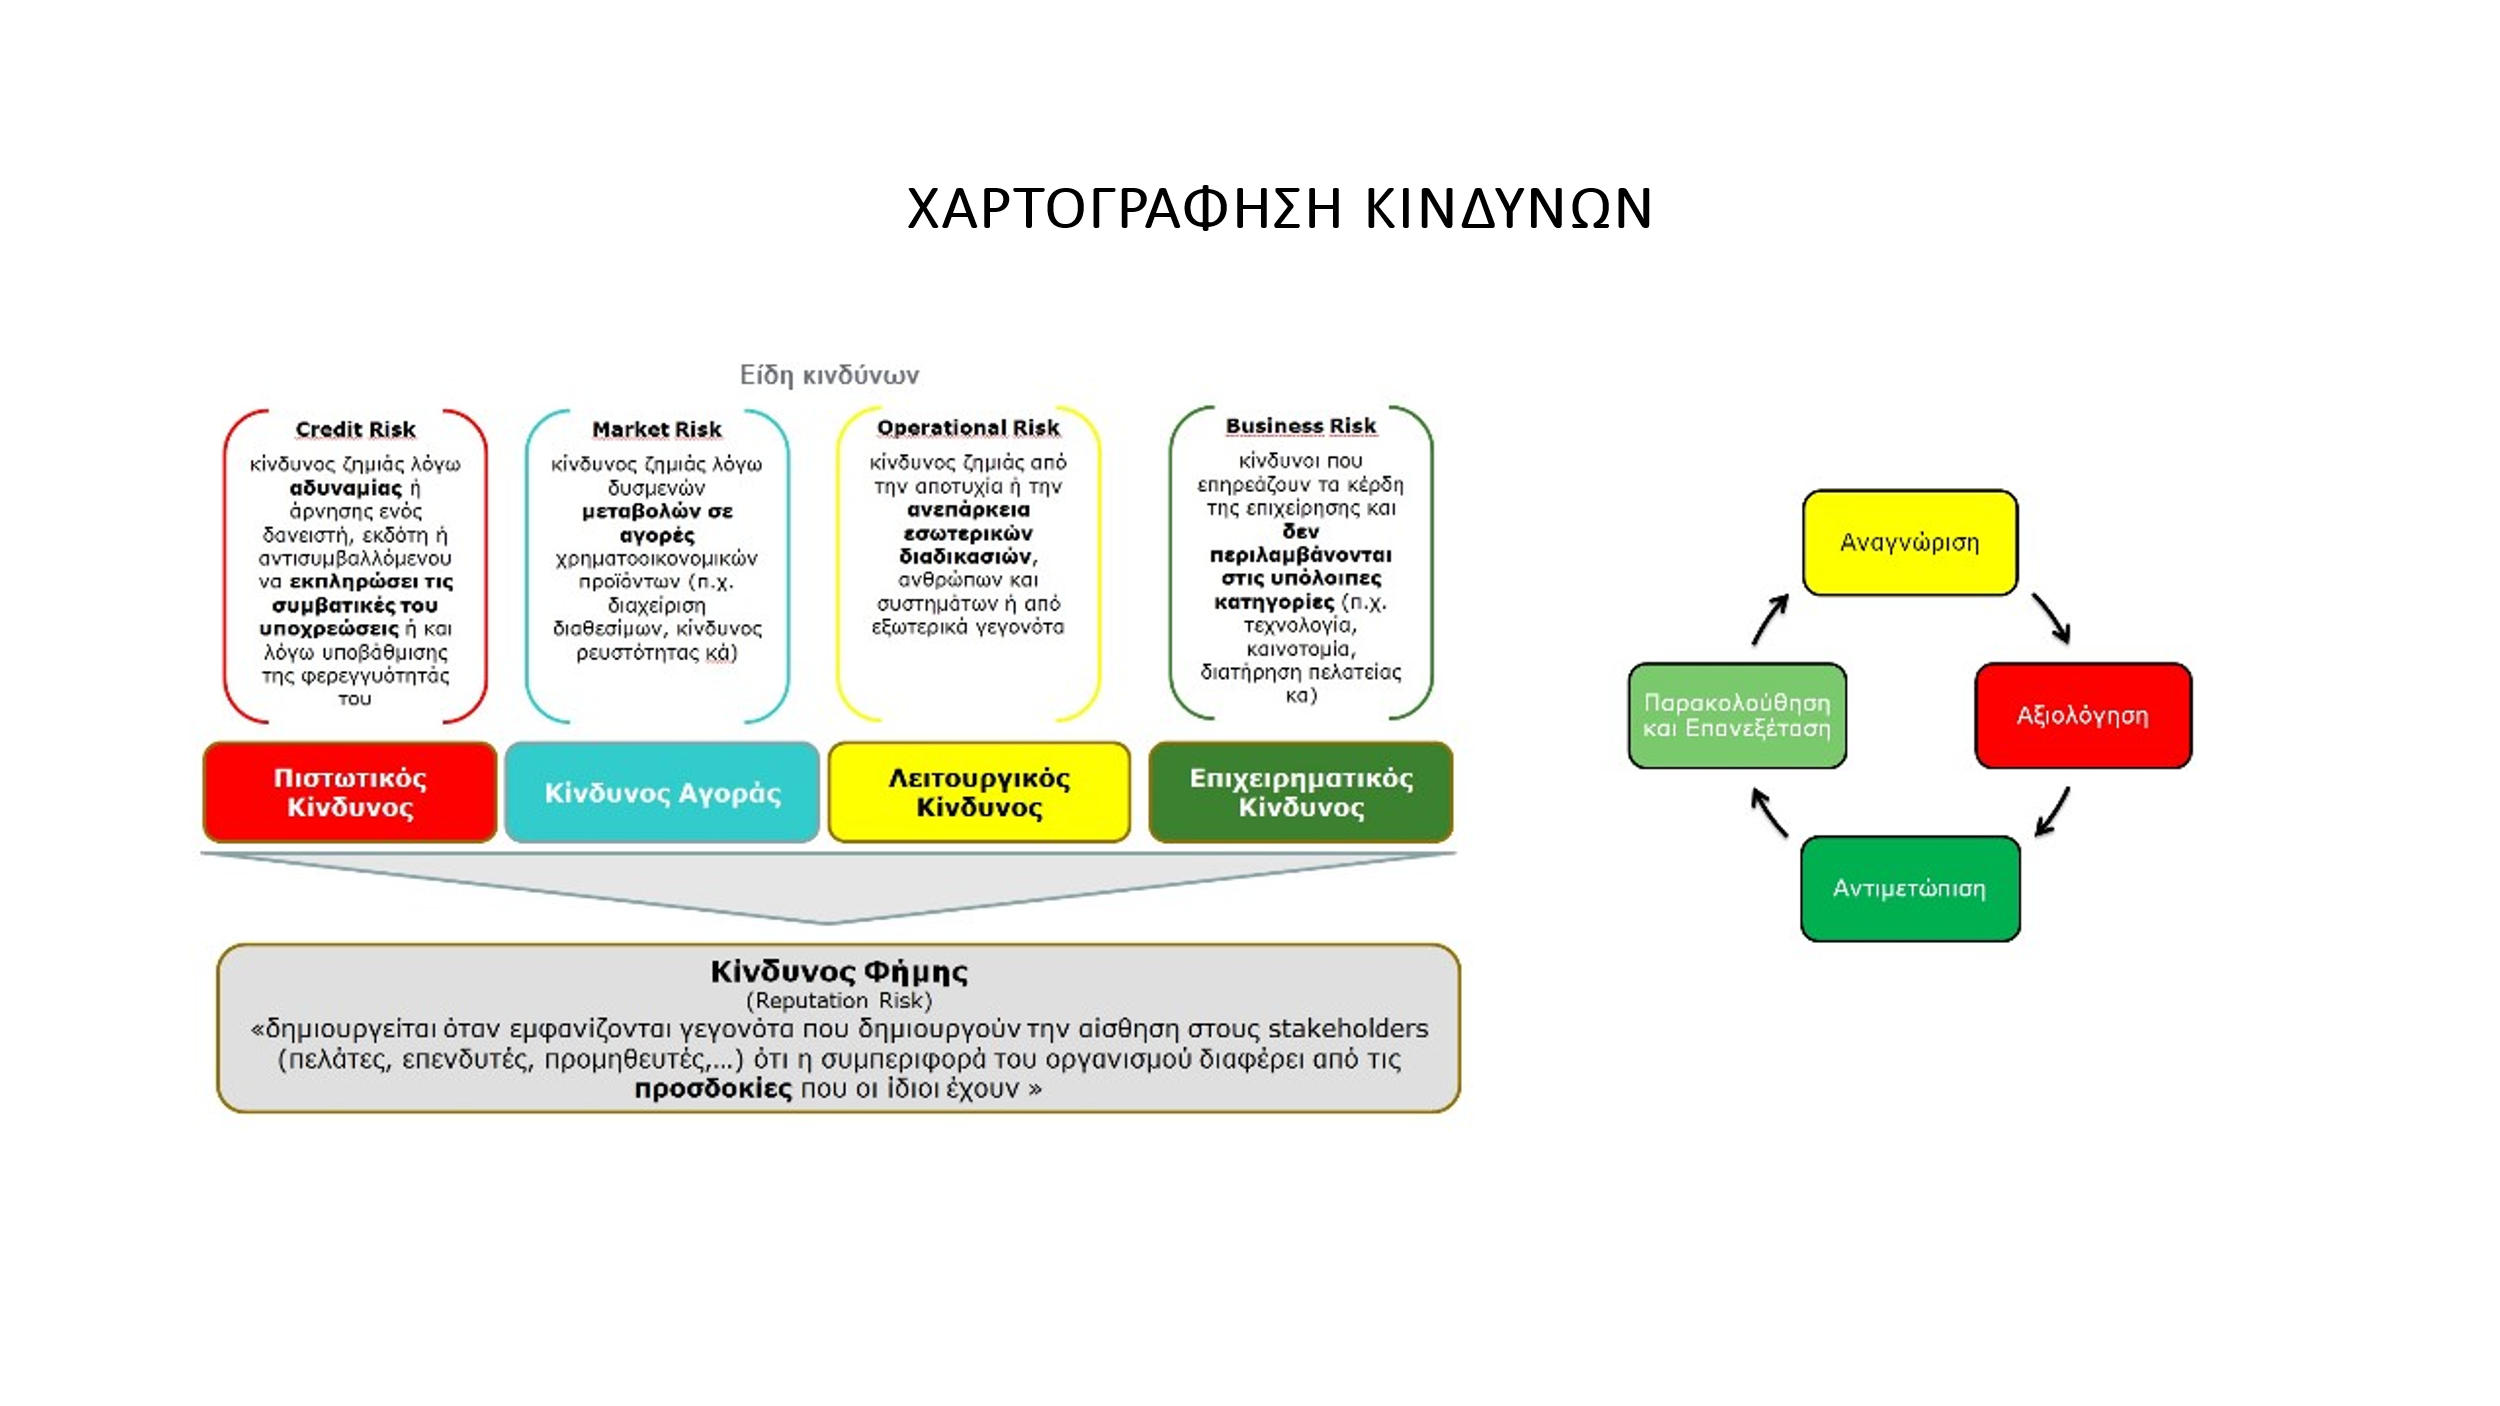 ΧΑΡΤΟΓΡΑΦΗΣΗ ΚΙΝΔΥΝΩΝ
Είδη κινδύνων
Credit Risk
κίνδυνος ζημιάς λόγω
αδυναμίας ή
άρνησης ενός
δανειστή, εκδότη ή
αντισυμβαλλόμενου
να εκπληρώσει τις
συμβατικές του
υποχρεώσεις ή και
λόγω υποβάθμισης
της φερεγγυότητάς
του
Market Risk
κίνδυνος ζημιάς λόγω
δυσμενών
μεταβολών σε
αγορές
χρηματοοικονομικών
προϊόντων (π.χ.
διαχείριση
διαθεσίμων, κίνδυνος
ρευστότητας κά)
Operational Risk
κίνδυνος ζημιάς από
την αποτυχία ή την
ανεπάρκεια
εσωτερικών
διαδικασιών,
ανθρώπων και
συστημάτων ή από
εξωτερικά γεγονότα
Business Risk
κίνδυνοι που
επηρεάζουν τα κέρδη
της επιχείρησης και
δεν
περιλαμβάνονται
στις υπόλοιπες
κατηγορίες (π.χ.
τεχνολογία,
καινοτομία,
διατήρηση πελατείας
κα)
Πιστωτικός
Κίνδυνος
Κίνδυνος Αγοράς
Λειτουργικός
Κίνδυνος
Επιχειρηματικός
Κίνδυνος
Κίνδυνος Φήμης
(Reputation Risk)
«δημιουργείται όταν εμφανίζονται γεγονότα που δημιουργούν την αίσθηση στους stakeholders
(πελάτες, επενδυτές, προμηθευτές,...) ότι η συμπεριφορά του οργανισμού διαφέρει από τις
προσδοκίες που οι ίδιοι έχουν »
Αναγνώριση
Αξιολόγηση
Αντιμετώπιση
Παρακολούθηση
και Επανεξέταση